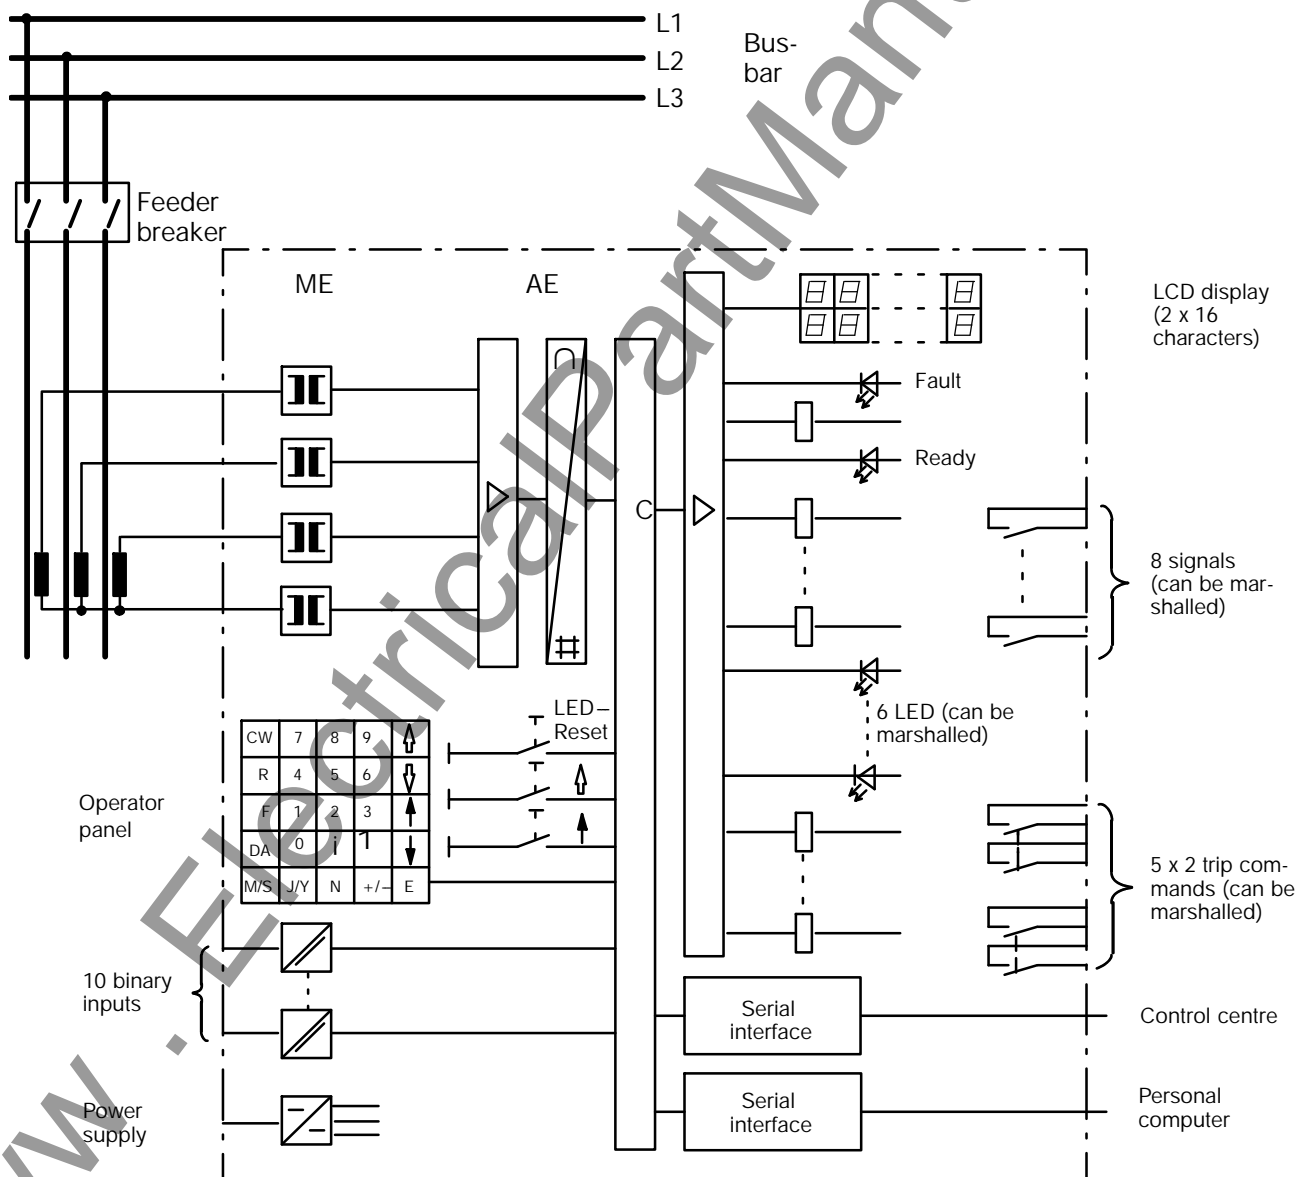 L1
L2
L3
Bus-
bar
Feeder
breaker
ME
AE
LCD display
(2 x 16
characters)
Fault
Ready
C
8 signals
(can be mar-
shalled)
LED–
Reset
6 LED (can be
marshalled)
Operator
panel
CW 7 8 9
R 4 5 6
F 1 2 3
DA 0 i 1
M/S J/Y N +/– E
5 x 2 trip com-
mands (can be
marshalled)
10 binary
inputs
Serial
interface
Control centre
Power
supply
Serial
interface
Personal
computer
www.ElectricalPartMan